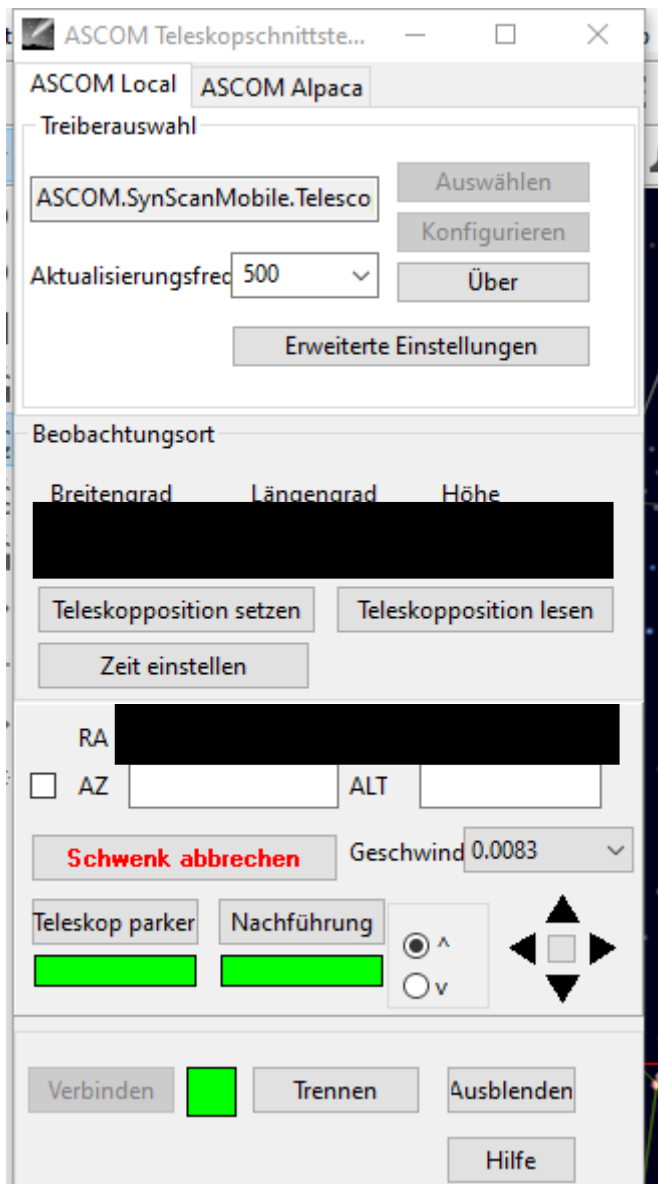 ASCOM Teleskopschnittste...
ASCOM Local ASCOM Alpaca
Treiberauswahl
ASCOM.SynScanMobile.Telesco Auswählen
Konfigurieren
Aktualisierungsfreq 500 Über
Erweiterte Einstellungen
Beobachtungsort
Breitengrad Längengrad Höhe
Teleskopposition setzen Teleskopposition lesen
Zeit einstellen
RA
AZ ALT
Schwenk abbrechen Geschwind 0.0083
Teleskop parker Nachführung
^
v
Verbinden Trennen Ausblenden
Hilfe